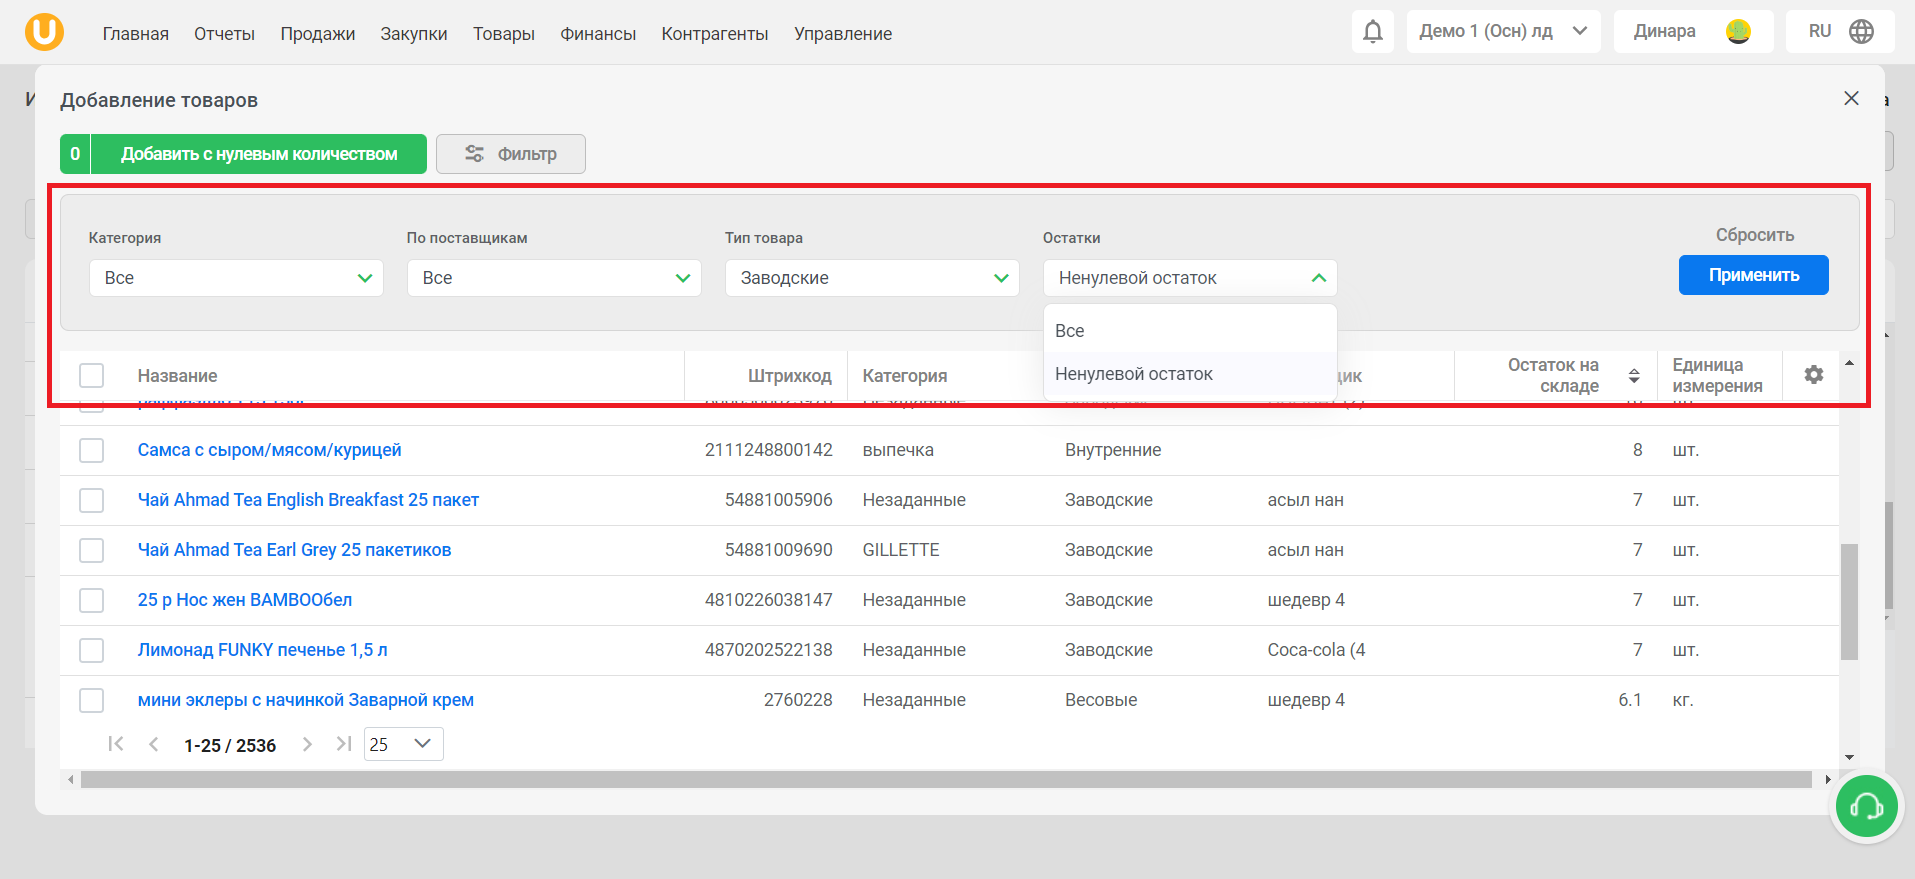 Главная Отчеты Продажи Закупки Товары Финансы Контрагенты Управление Демо 1 (Осн) лд Динара RU
Добавление товаров
0 Добавить с нулевым количеством Фильтр
Категория По поставщикам Тип товара Остатки Сбросить
Все Все Заводские Ненулевой остаток Применить
Все
Ненулевой остаток
Название Штрихкод Категория Остаток на складе Единица измерения
Самса с сыром/мясом/курицей 2111248800142 выпечка Внутренние 8 шт.
Чай Ahmad Tea English Breakfast 25 пакет 54881005906 Незаданные Заводские асыл нан 7 шт.
Чай Ahmad Tea Earl Grey 25 пакетиков 54881009690 GILLETTE Заводские асыл нан 7 шт.
25 р Нос жен BAMBOOбел 4810226038147 Незаданные Заводские шедевр 4 7 шт.
Лимонад FUNKY печенье 1,5 л 4870202522138 Незаданные Заводские Coca-cola (4 7 шт.
мини эклеры с начинкой Заварной крем 2760228 Незаданные Весовые шедевр 4 6.1 кг.
1-25 / 2536 25